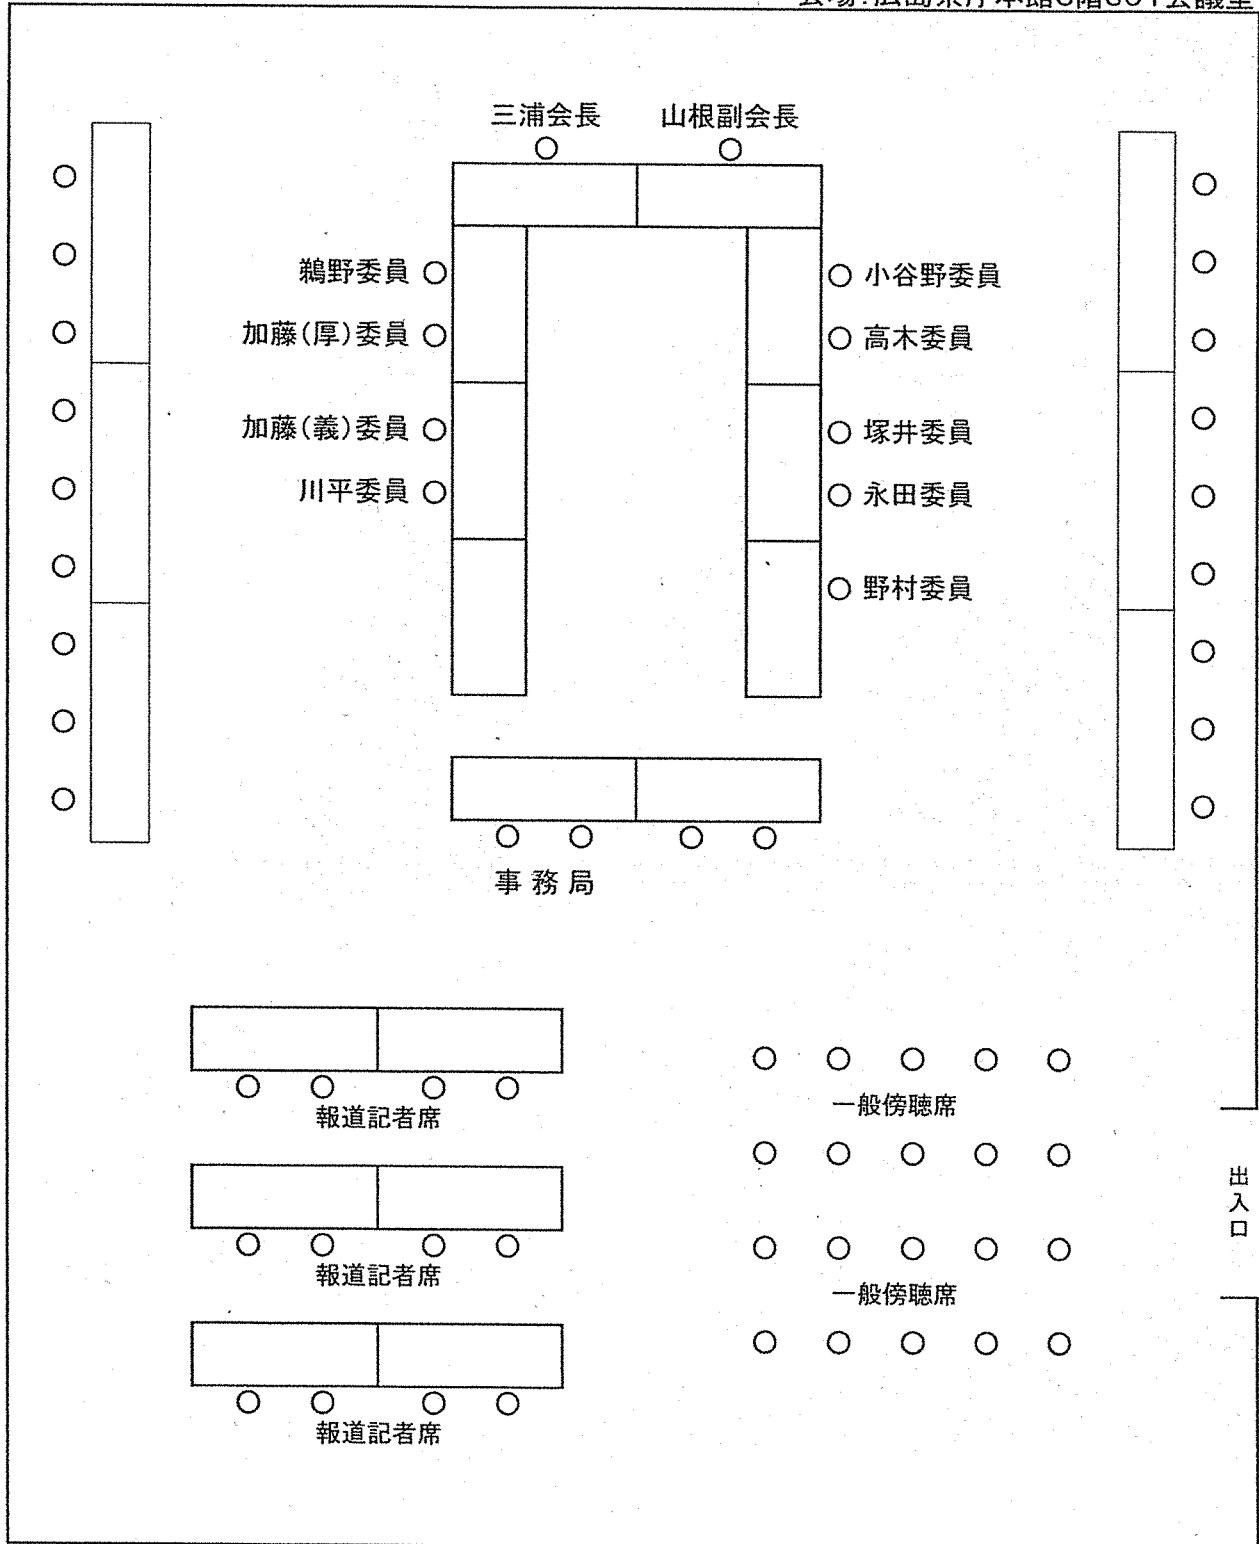 三浦会長 山根副会長
鵜野委員 小谷野委員
加藤(厚)委員 高木委員
加藤(義)委員 塚井委員
川平委員 永田委員
野村委員
事務局
報道記者席 一般傍聴席
出入口
報道記者席 一般傍聴席
報道記者席